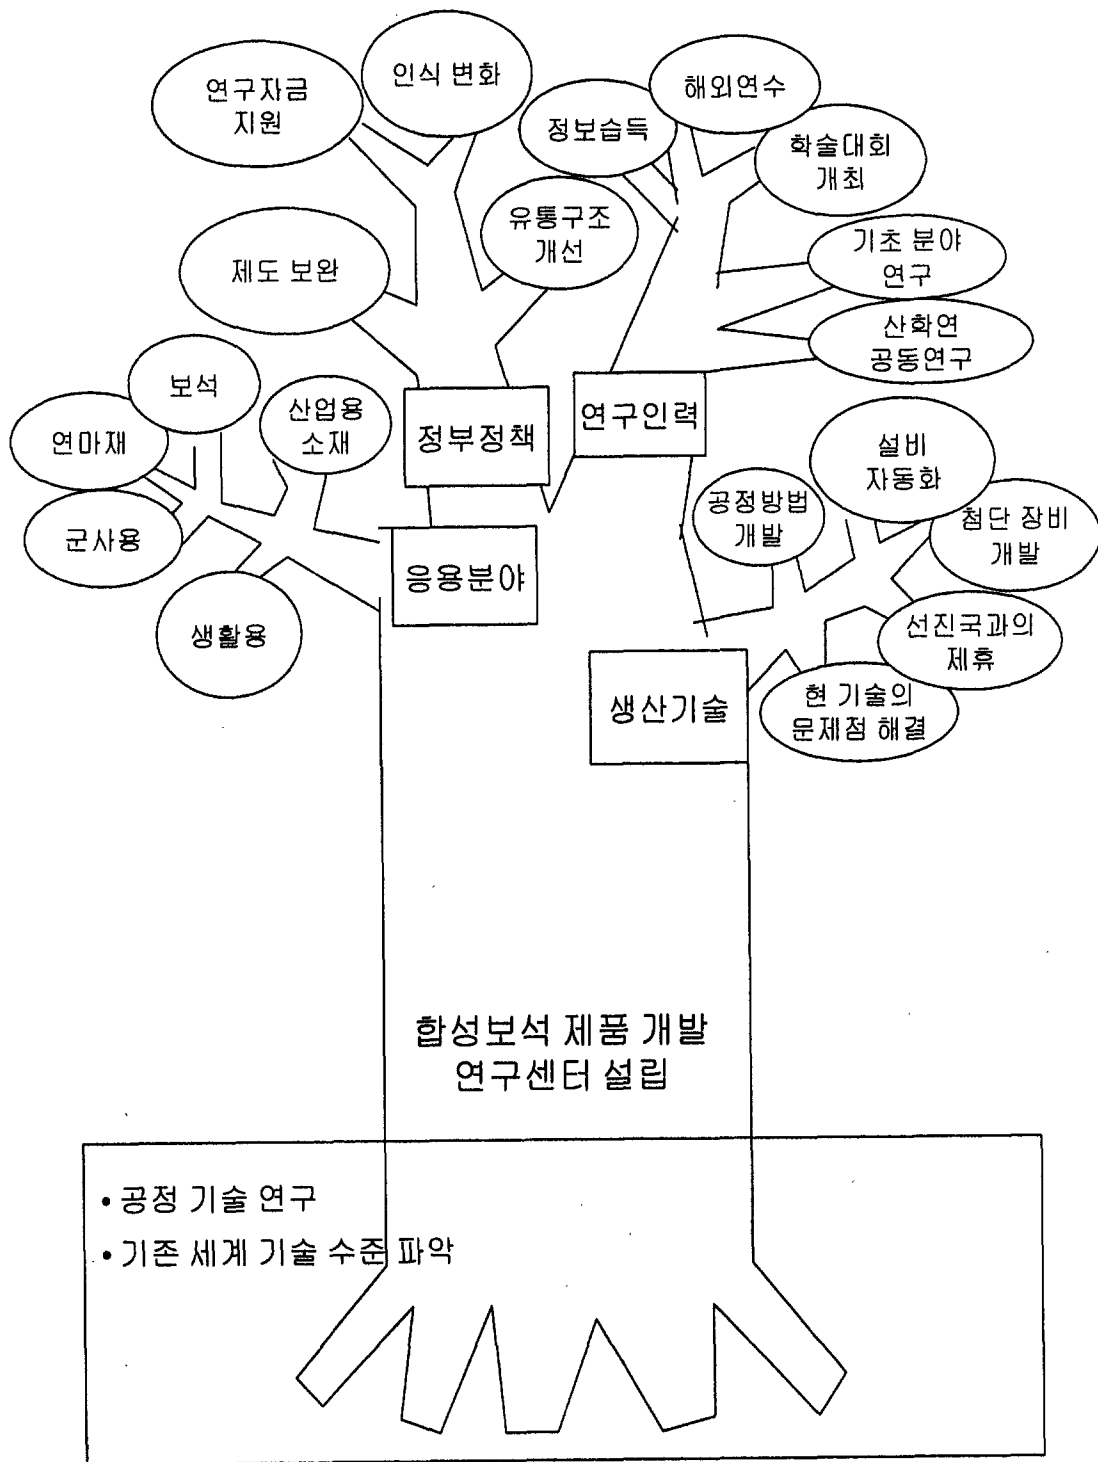 연구자금
지원
인식 변화
정보습득
해외연수
학술대회
개최
제도 보완
유통구조
개선
기초 분야
연구
산학연
공동연구
보석
연마재
산업용
소재
군사용
생활용
정부정책
연구인력
응용분야
설비
자동화
공정방법
개발
첨단 장비
개발
선진국과의
제휴
현 기술의
문제점 해결
생산기술
합성보석 제품 개발
연구센터 설립
• 공정 기술 연구
• 기존 세계 기술 수준 파악